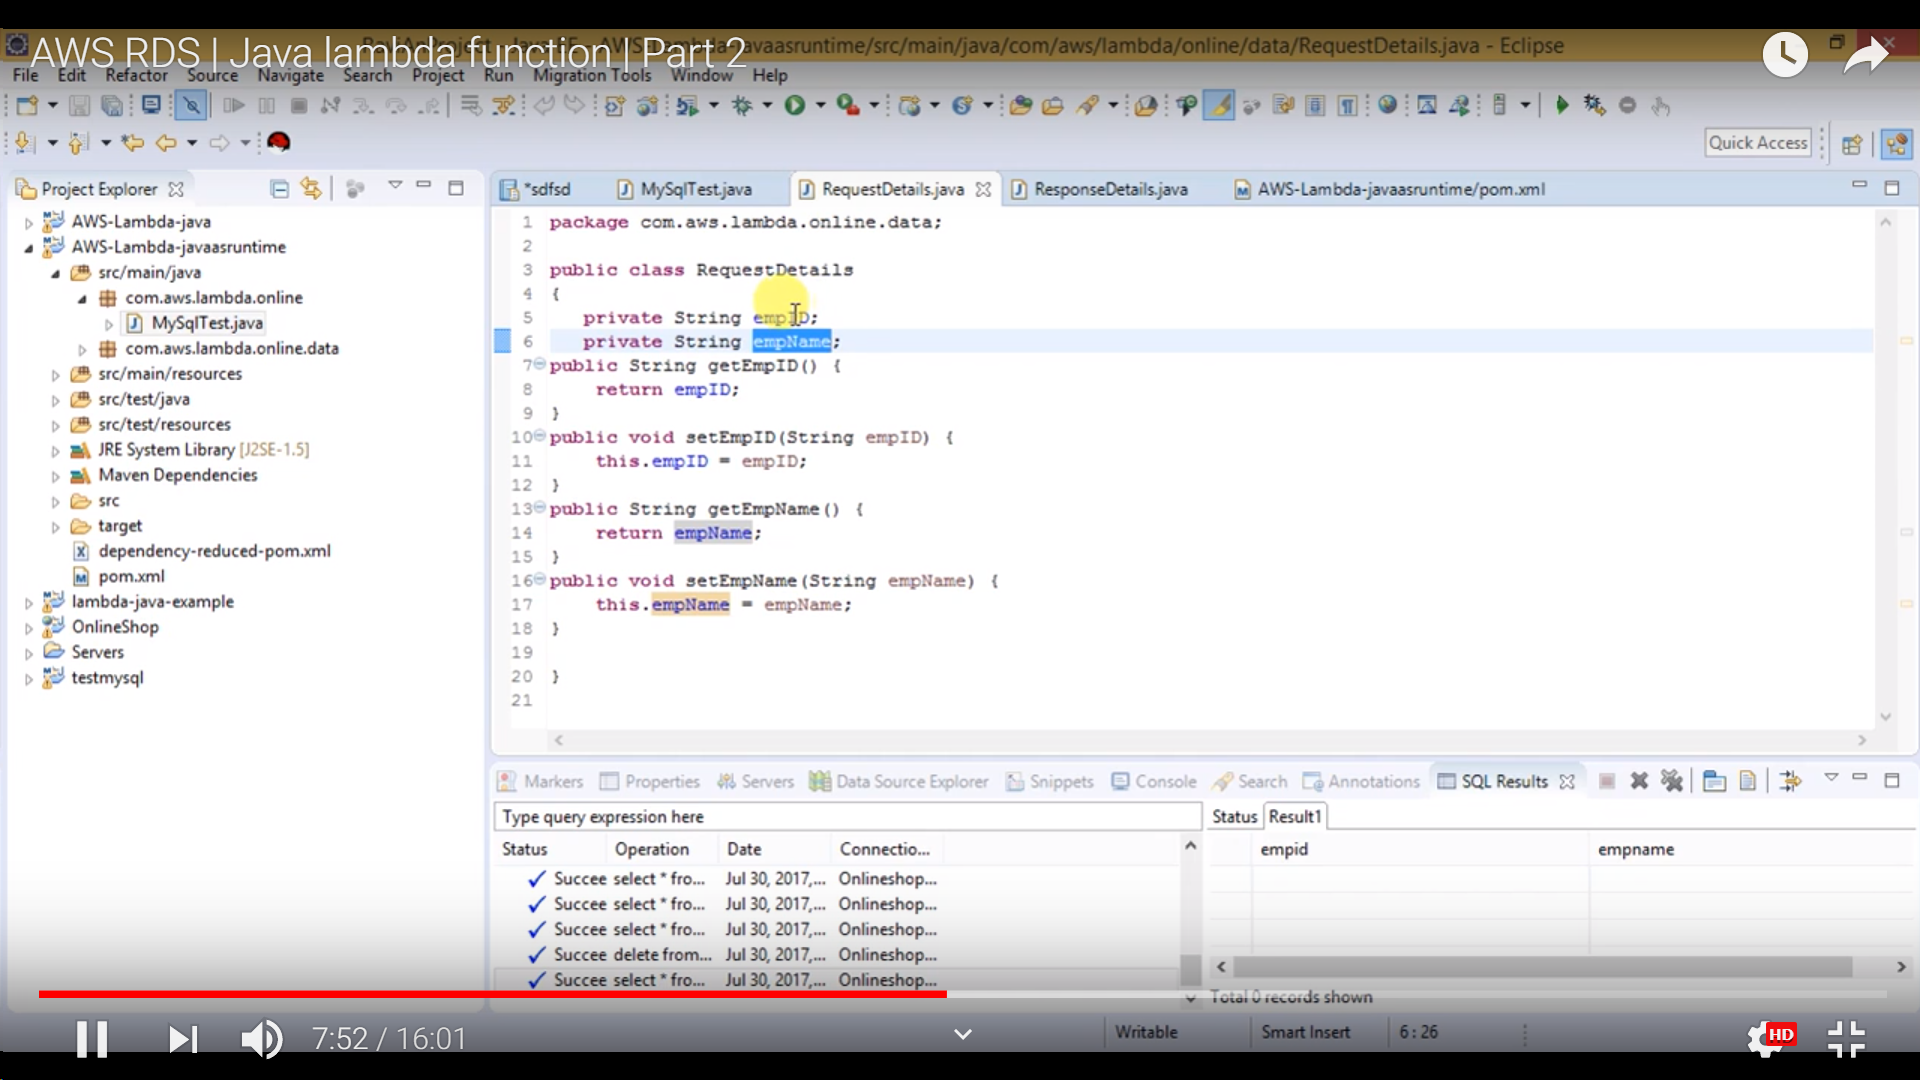 AWS RDS | Java lambda function | Part 2
javaasruntime/src/main/java/com/aws/lambda/online/data/RequestDetails.java - Eclipse
File Edit Refactor Source Navigate Search Project Run Migration Tools Window Help
Quick Access
Project Explorer
AWS-Lambda-java
AWS-Lambda-javaasruntime
src/main/java
com.aws.lambda.online
MySqlTest.java
com.aws.lambda.online.data
src/main/resources
src/test/java
src/test/resources
JRE System Library [J2SE-1.5]
Maven Dependencies
src
target
dependency-reduced-pom.xml
pom.xml
lambda-java-example
OnlineShop
Servers
testmysql
*sdfsd MySqlTest.java RequestDetails.java ResponseDetails.java AWS-Lambda-javaasruntime/pom.xml
1 package com.aws.lambda.online.data;
2
3 public class RequestDetails
4 {
5 private String empID;
6 private String empName;
7 public String getEmpID() {
8 return empID;
9 }
10 public void setEmpID(String empID) {
11 this.empID = empID;
12 }
13 public String getEmpName() {
14 return empName;
15 }
16 public void setEmpName(String empName) {
17 this.empName = empName;
18 }
19
20 }
21
Markers Properties Servers Data Source Explorer Snippets Console Search Annotations SQL Results
Type query expression here
Status Operation Date Connectio...
Succee select * fro... Jul 30, 2017,... Onlineshop...
Succee select * fro... Jul 30, 2017,... Onlineshop...
Succee select * fro... Jul 30, 2017,... Onlineshop...
Succee delete from... Jul 30, 2017,... Onlineshop...
Succee select * fro... Jul 30, 2017,... Onlineshop...
Status Result1
empid empname
Total 0 records shown
7:52 / 16:01
Writable Smart Insert 6 : 26
HD